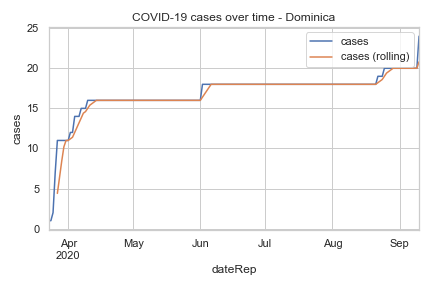 COVID-19 cases over time - Dominica
cases
cases (rolling)
25
20
15
10
5
0
cases
Apr
2020
May
Jun
Jul
Aug
Sep
dateRep